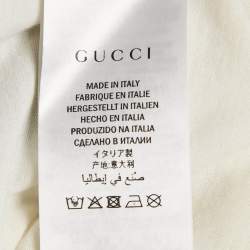 GUCCI
MADE IN ITALY
FABRIQUE EN ITALIE
HERGESTELLT IN ITALIEN
HECHO EN ITALIA
PRODUZIDO NA ITALIA
СДЕЛАНО В ИТАЛИИ
イタリア製
产地:意大利
صنع في إيطاليا